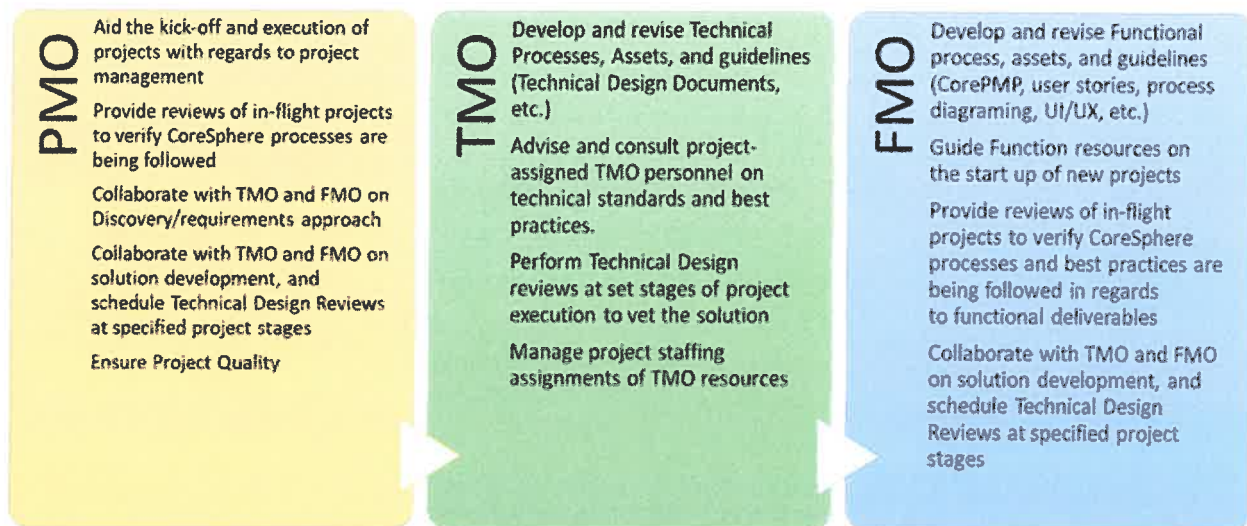 PMO
Aid the kick-off and execution of
projects with regards to project
management
Provide reviews of in-flight projects
to verify CoreSphere processes are
being followed
Collaborate with TMO and FMO on
Discovery/requirements approach
Collaborate with TMO and FMO on
solution development, and
schedule Technical Design Reviews
at specified project stages
Ensure Project Quality
TMO
Develop and revise Technical
Processes, Assets, and guidelines
(Technical Design Documents,
etc.)
Advise and consult project-
assigned TMO personnel on
technical standards and best
practices.
Perform Technical Design
reviews at set stages of project
execution to vet the solution
Manage project staffing
assignments of TMO resources
FMO
Develop and revise Functional
process, assets, and guidelines
(CorePMP, user stories, process
diagraming, UI/UX, etc.)
Guide Function resources on
the start up of new projects
Provide reviews of in-flight
projects to verify CoreSphere
processes and best practices are
being followed in regards
to functional deliverables
Collaborate with TMO and FMO
on solution development, and
schedule Technical Design
Reviews at specified project
stages